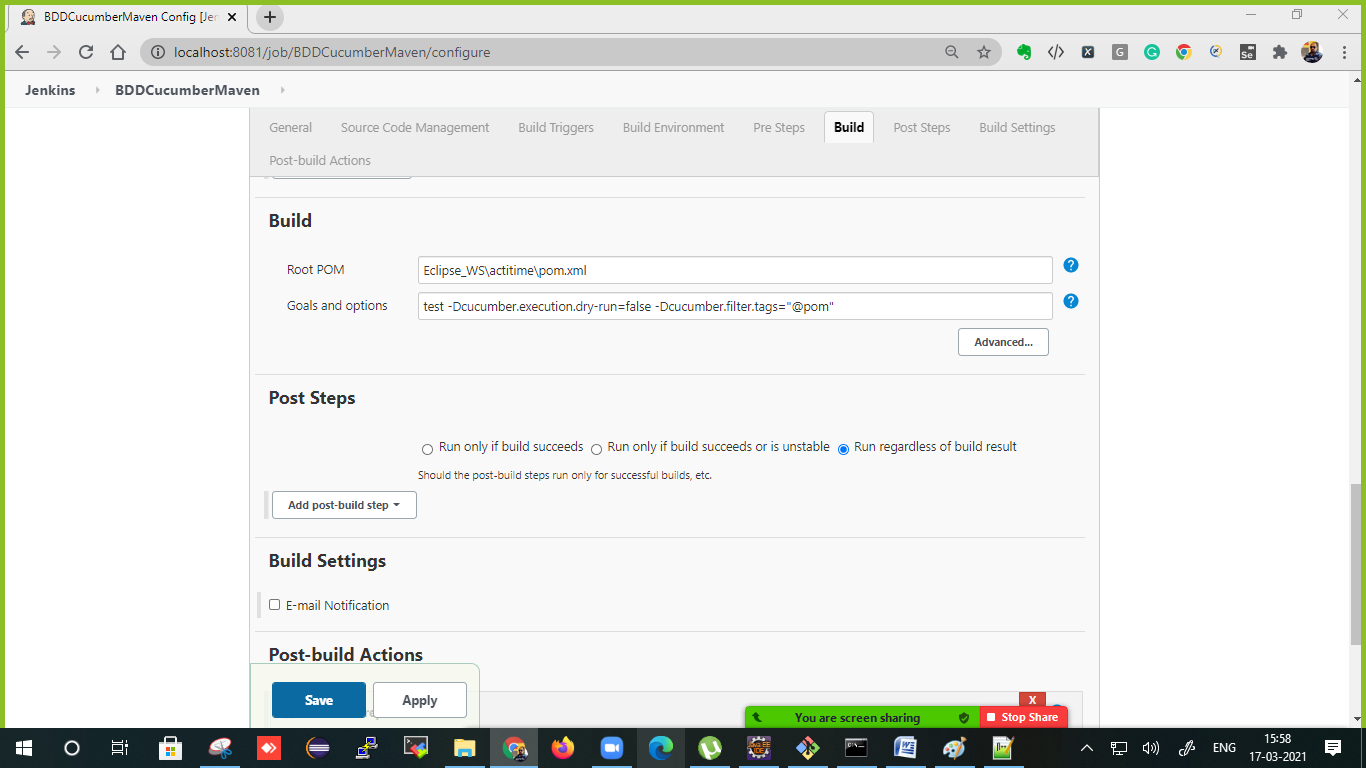 BDDCucumberMaven Config [Jen
localhost:8081/job/BDDCucumberMaven/configure
Jenkins BDDCucumberMaven
General Source Code Management Build Triggers Build Environment Pre Steps Build Post Steps Build Settings
Post-build Actions
Build
Root POM Eclipse_WS\actitime\pom.xml
Goals and options test -Dcucumber.execution.dry-run=false -Dcucumber.filter.tags="@pom"
Advanced...
Post Steps
Run only if build succeeds Run only if build succeeds or is unstable Run regardless of build result
Should the post-build steps run only for successful builds, etc.
Add post-build step
Build Settings
E-mail Notification
Post-build Actions
Save Apply
X
You are screen sharing Stop Share
ENG 15:58
17-03-2021